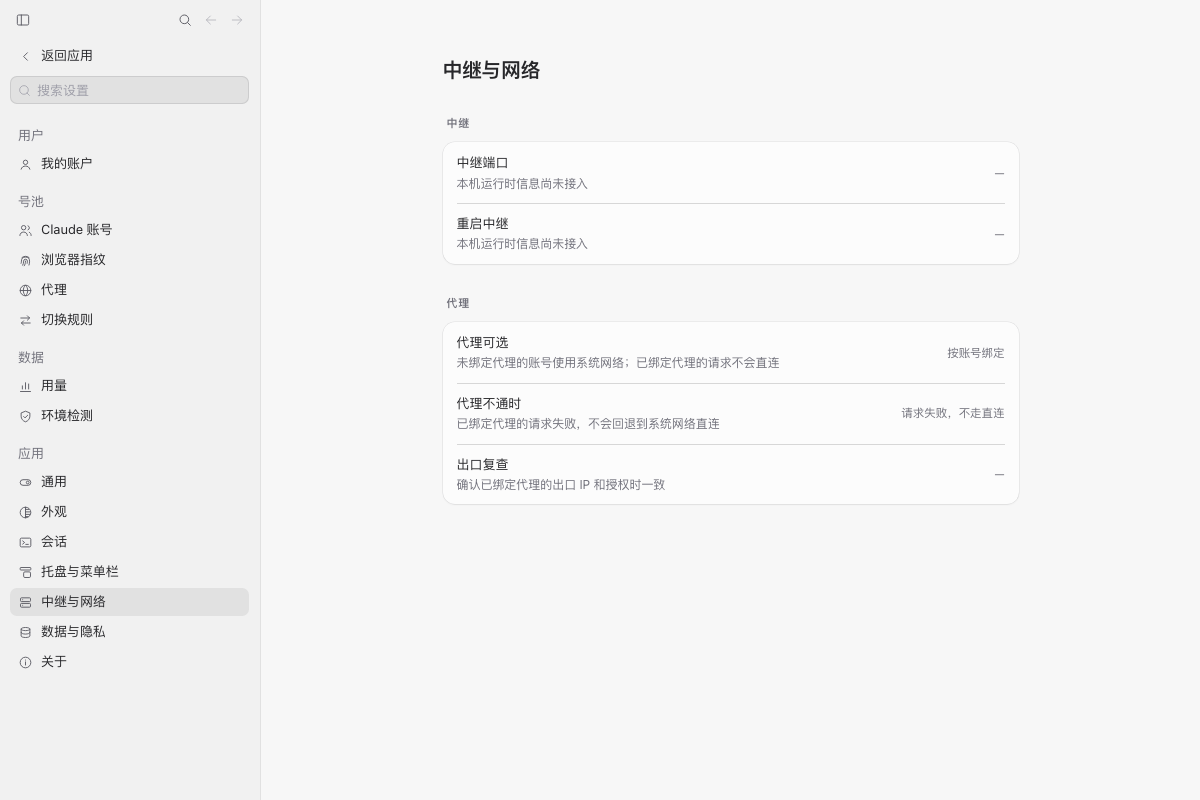 返回应用
搜索设置
用户
我的账户
号池
Claude 账号
浏览器指纹
代理
切换规则
数据
用量
环境检测
应用
通用
外观
会话
托盘与菜单栏
中继与网络
数据与隐私
关于
中继与网络
中继
中继端口
本机运行时信息尚未接入
—
重启中继
本机运行时信息尚未接入
—
代理
代理可选
未绑定代理的账号使用系统网络；已绑定代理的请求不会直连
按账号绑定
代理不通时
已绑定代理的请求失败，不会回退到系统网络直连
请求失败，不走直连
出口复查
确认已绑定代理的出口 IP 和授权时一致
—